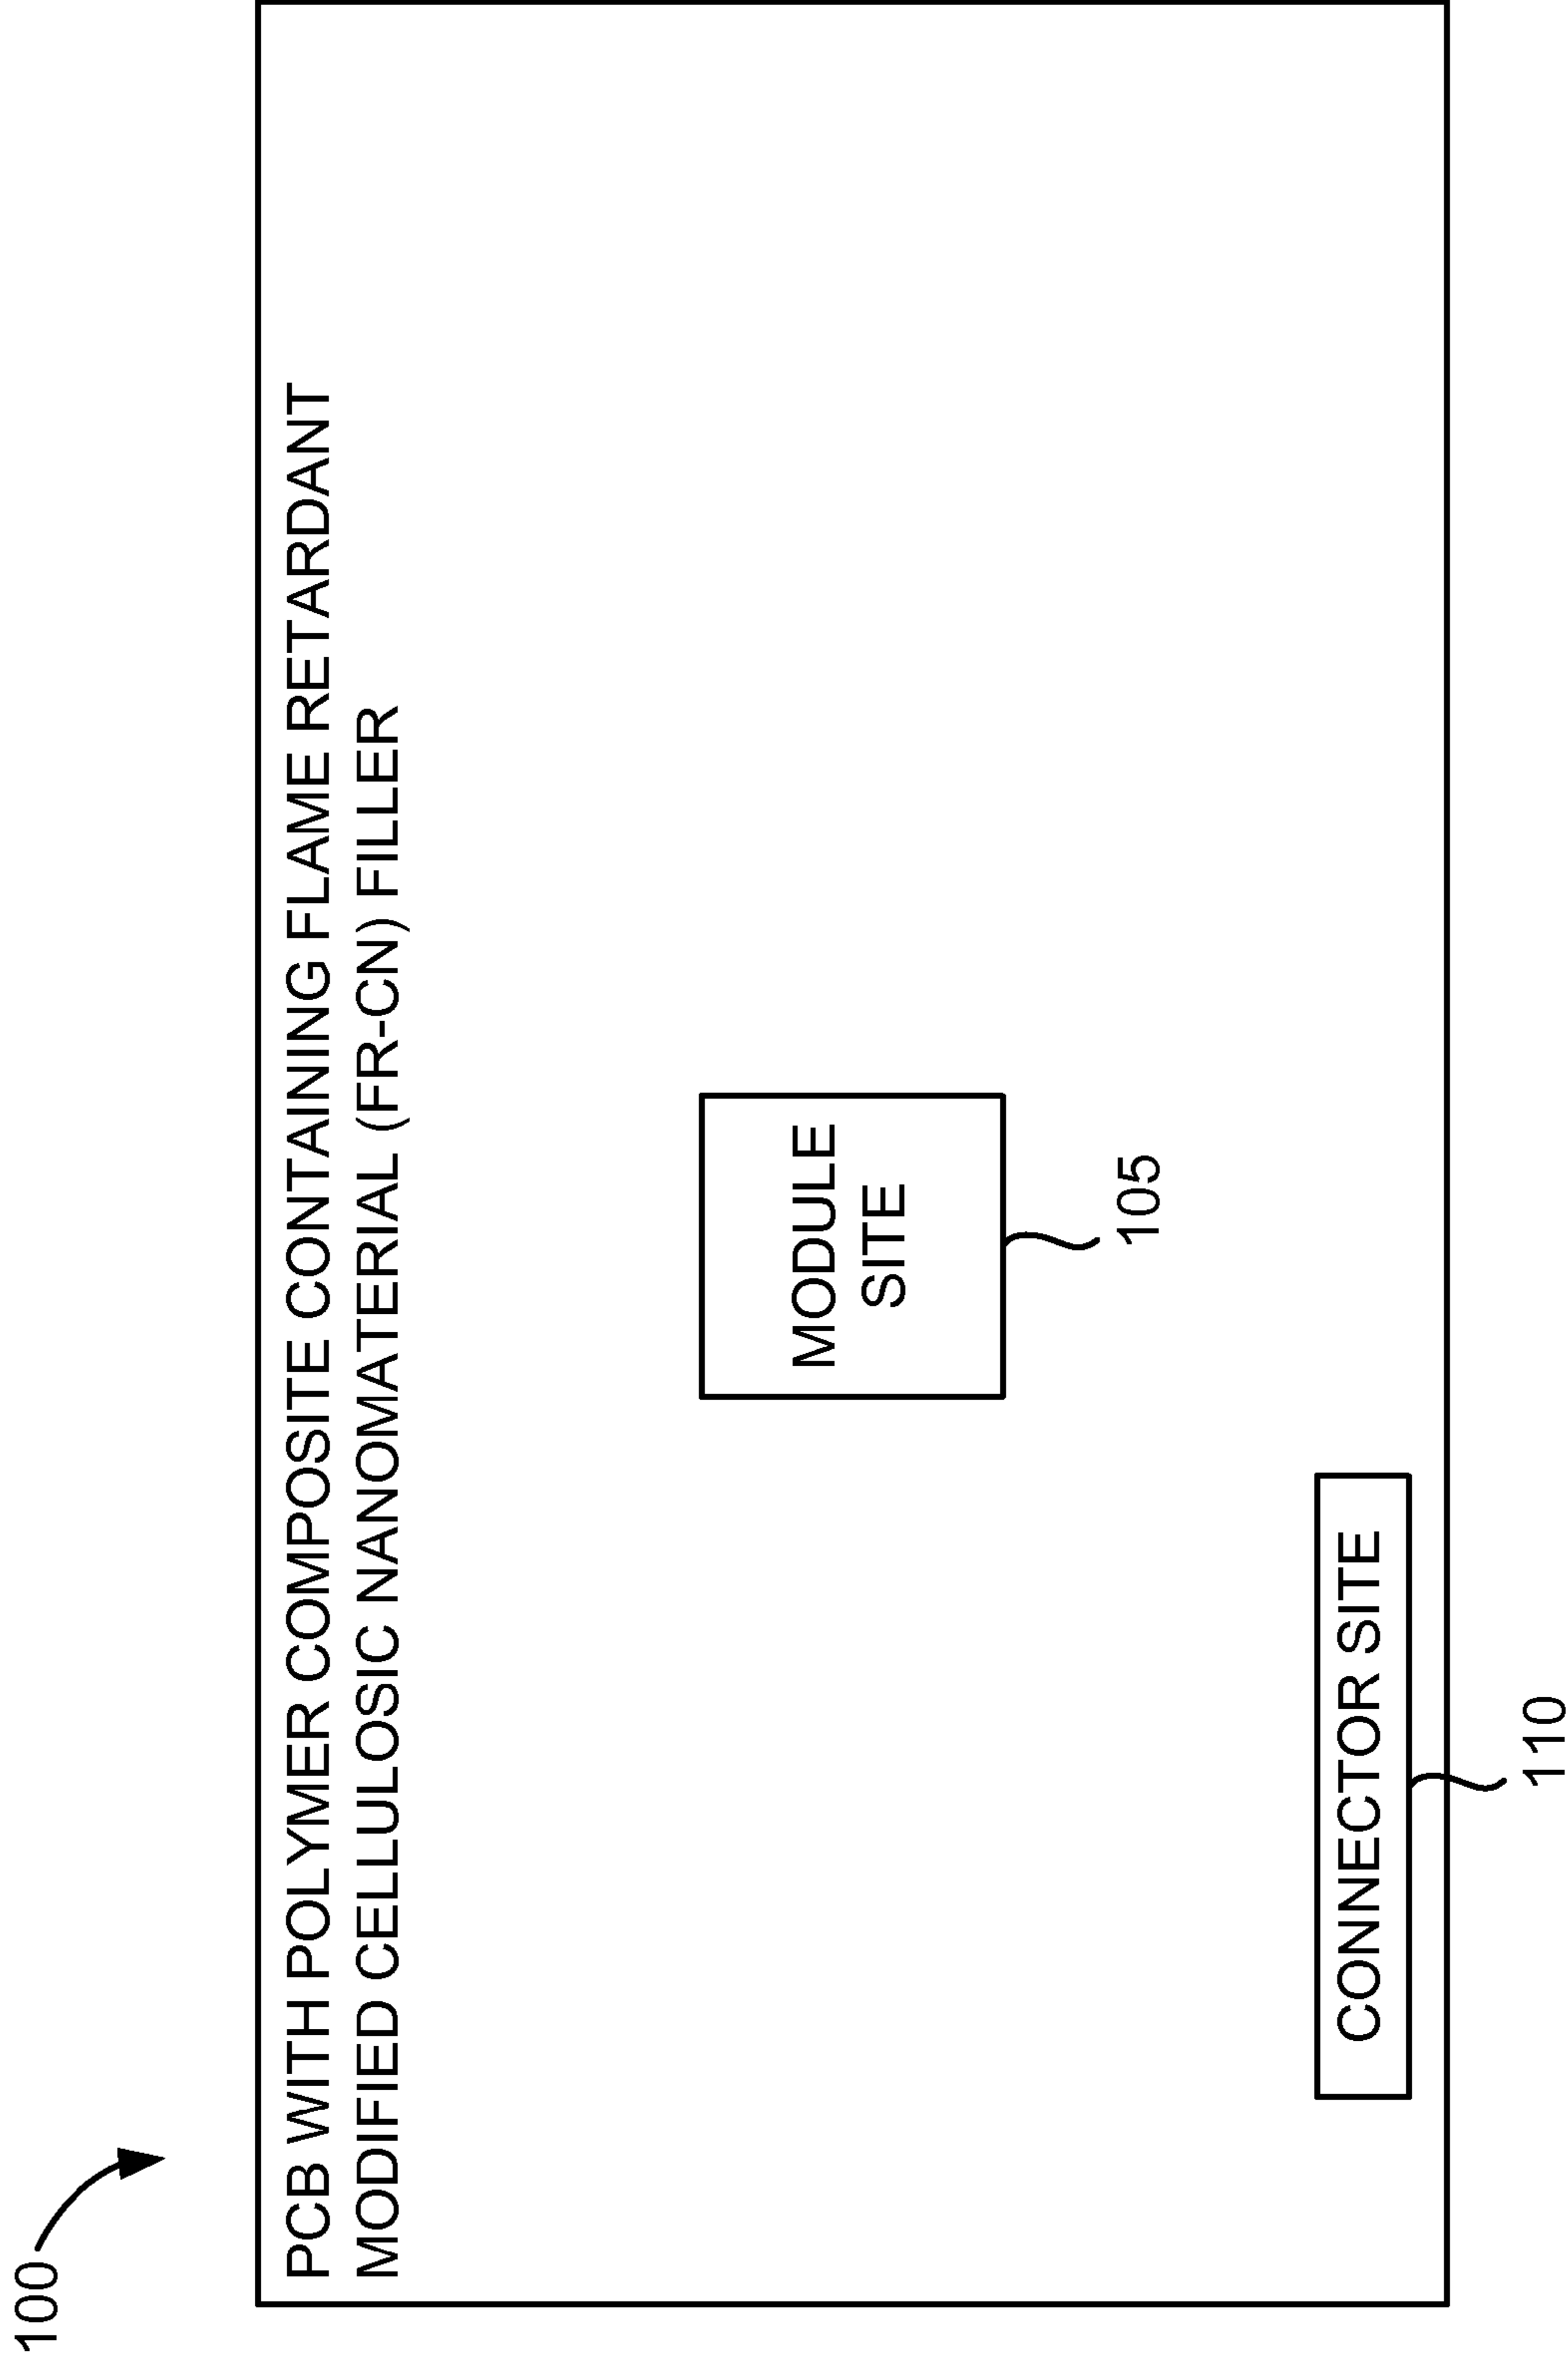 100
PCB WITH POLYMER COMPOSITE CONTAINING FLAME RETARDANT
MODIFIED CELLULOSIC NANOMATERIAL (FR-CN) FILLER
MODULE
SITE
105
CONNECTOR SITE
110